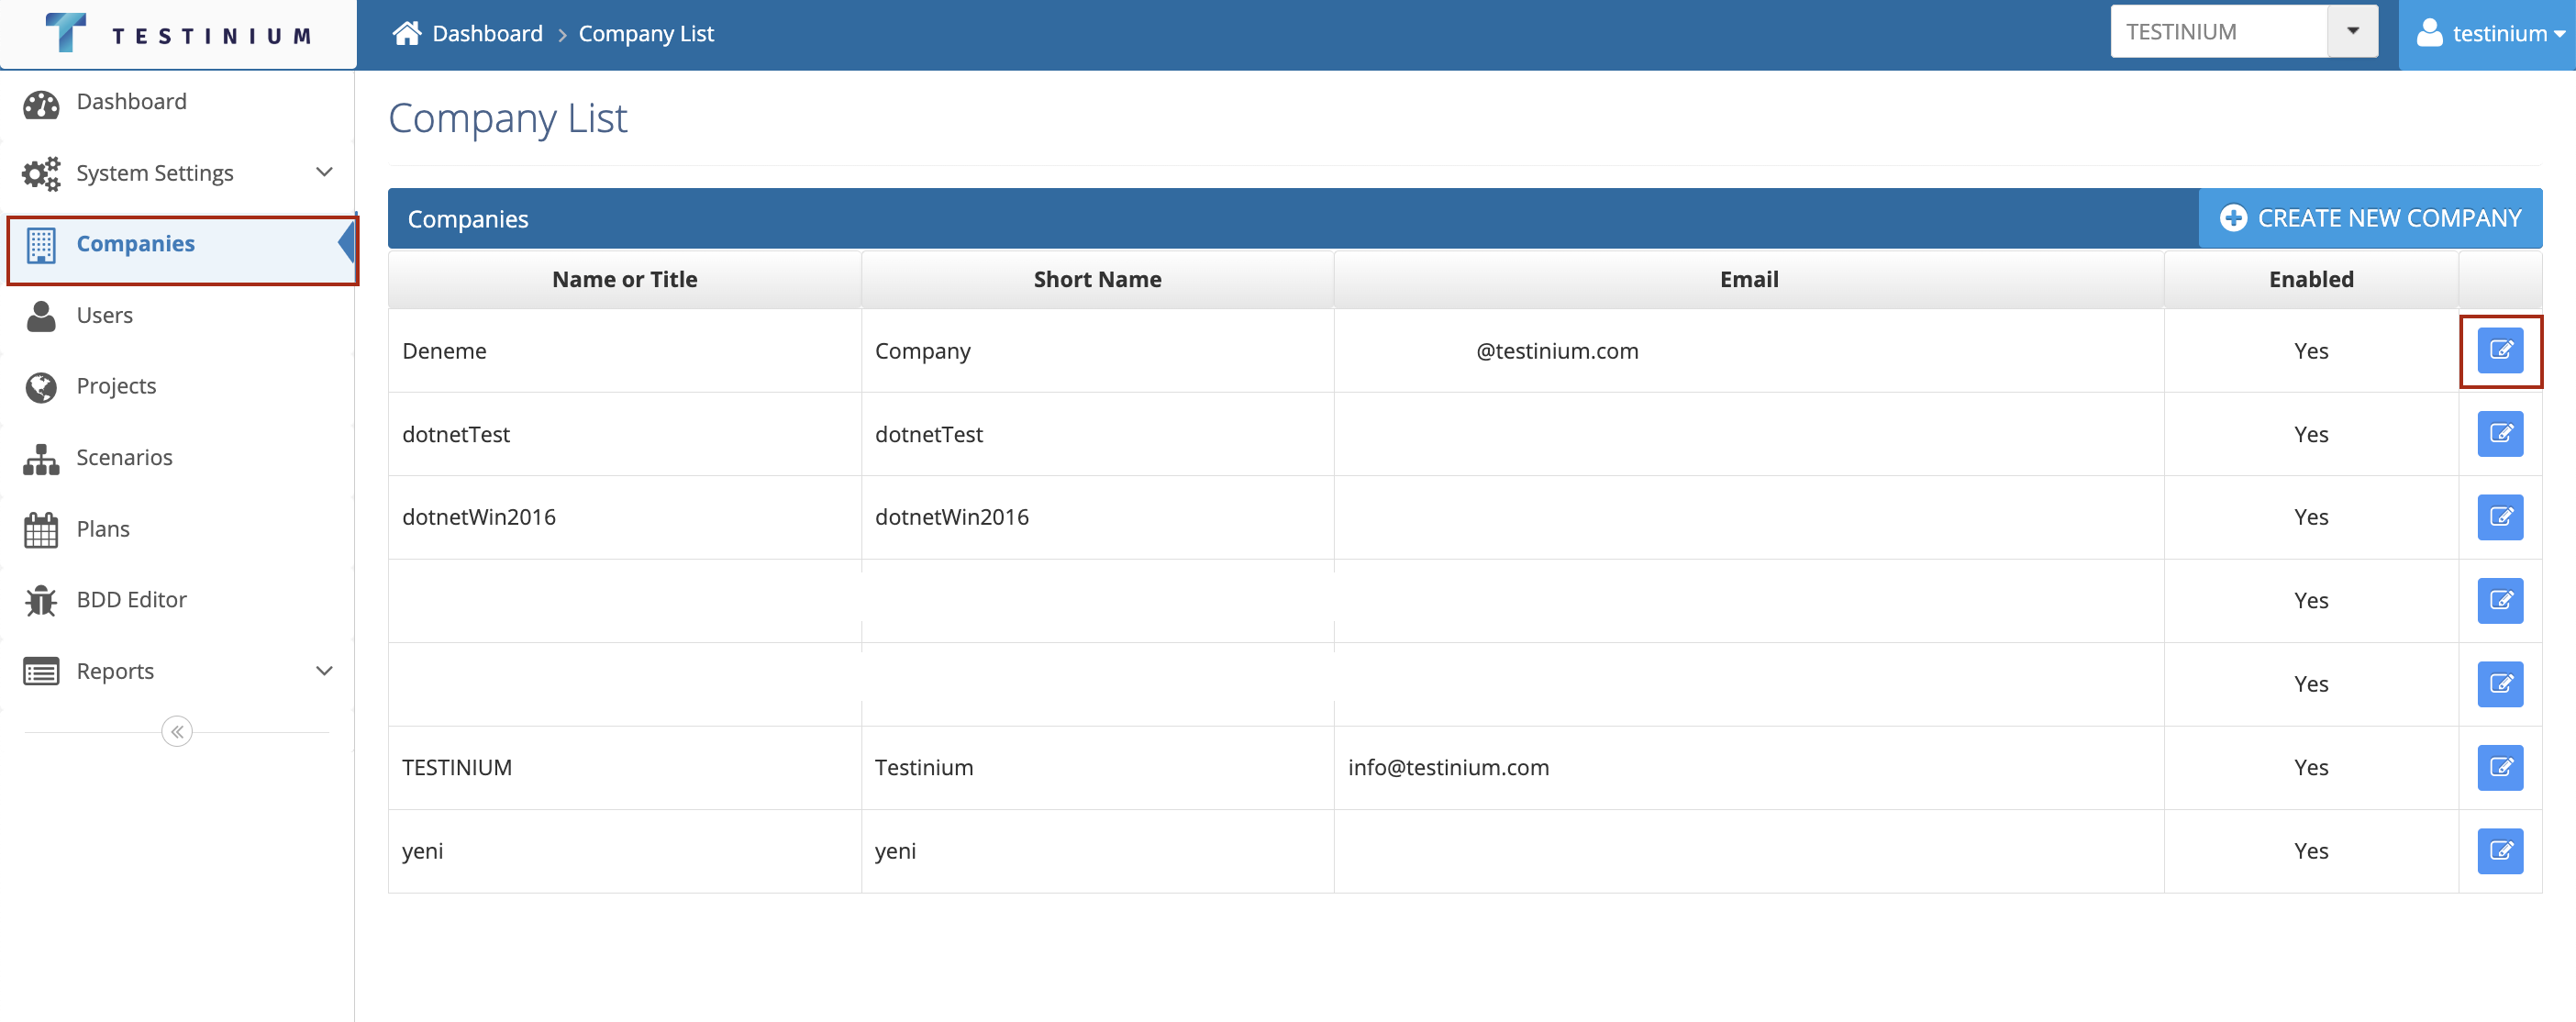 TESTINIUM
Dashboard > Company List
TESTINIUM
testinium
Dashboard
System Settings
Companies
Users
Projects
Scenarios
Plans
BDD Editor
Reports
Company List
Companies
CREATE NEW COMPANY
Name or Title Short Name Email Enabled
Deneme Company @testinium.com Yes
dotnetTest dotnetTest Yes
dotnetWin2016 dotnetWin2016 Yes
Yes
Yes
TESTINIUM Testinium info@testinium.com Yes
yeni yeni Yes